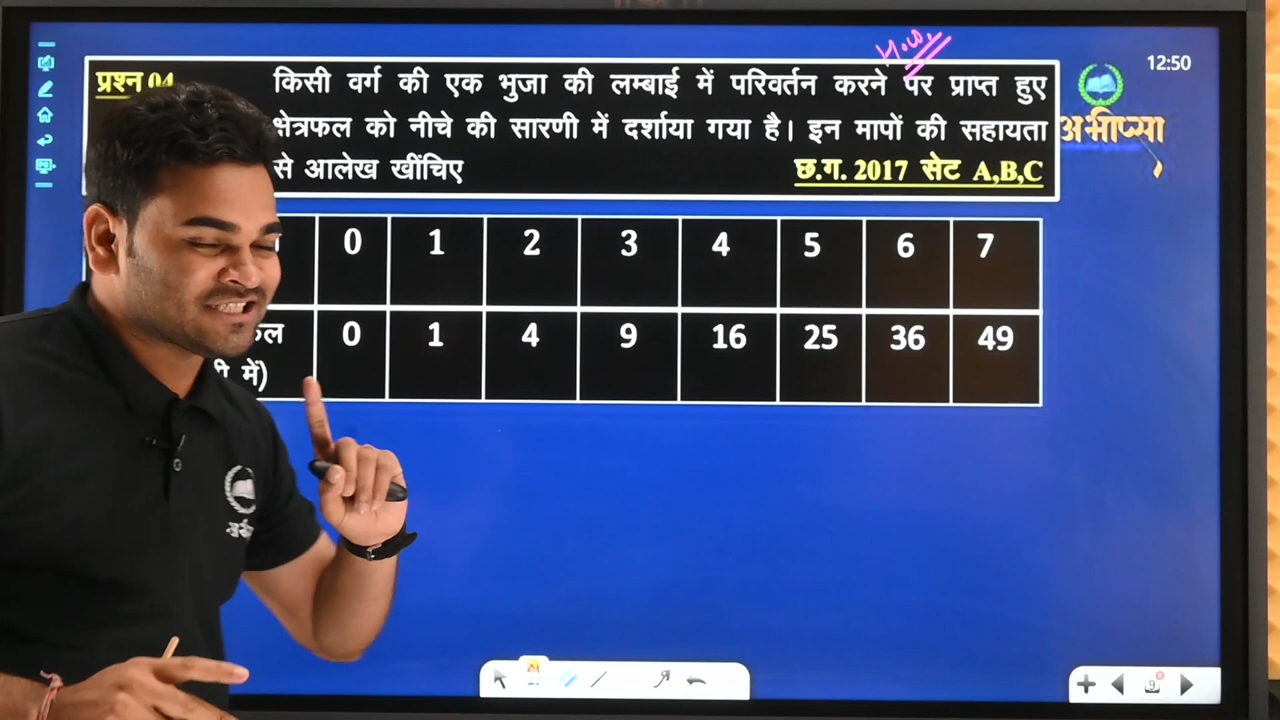 H.W.
12:50
प्रश्न 04 किसी वर्ग की एक भुजा की लम्बाई में परिवर्तन करने पर प्राप्त हुए
क्षेत्रफल को नीचे की सारणी में दर्शाया गया है। इन मापों की सहायता
से आलेख खींचिए छ.ग. 2017 सेट A,B,C
अभीप्सा
0 1 2 3 4 5 6 7
0 1 4 9 16 25 36 49
में)
9